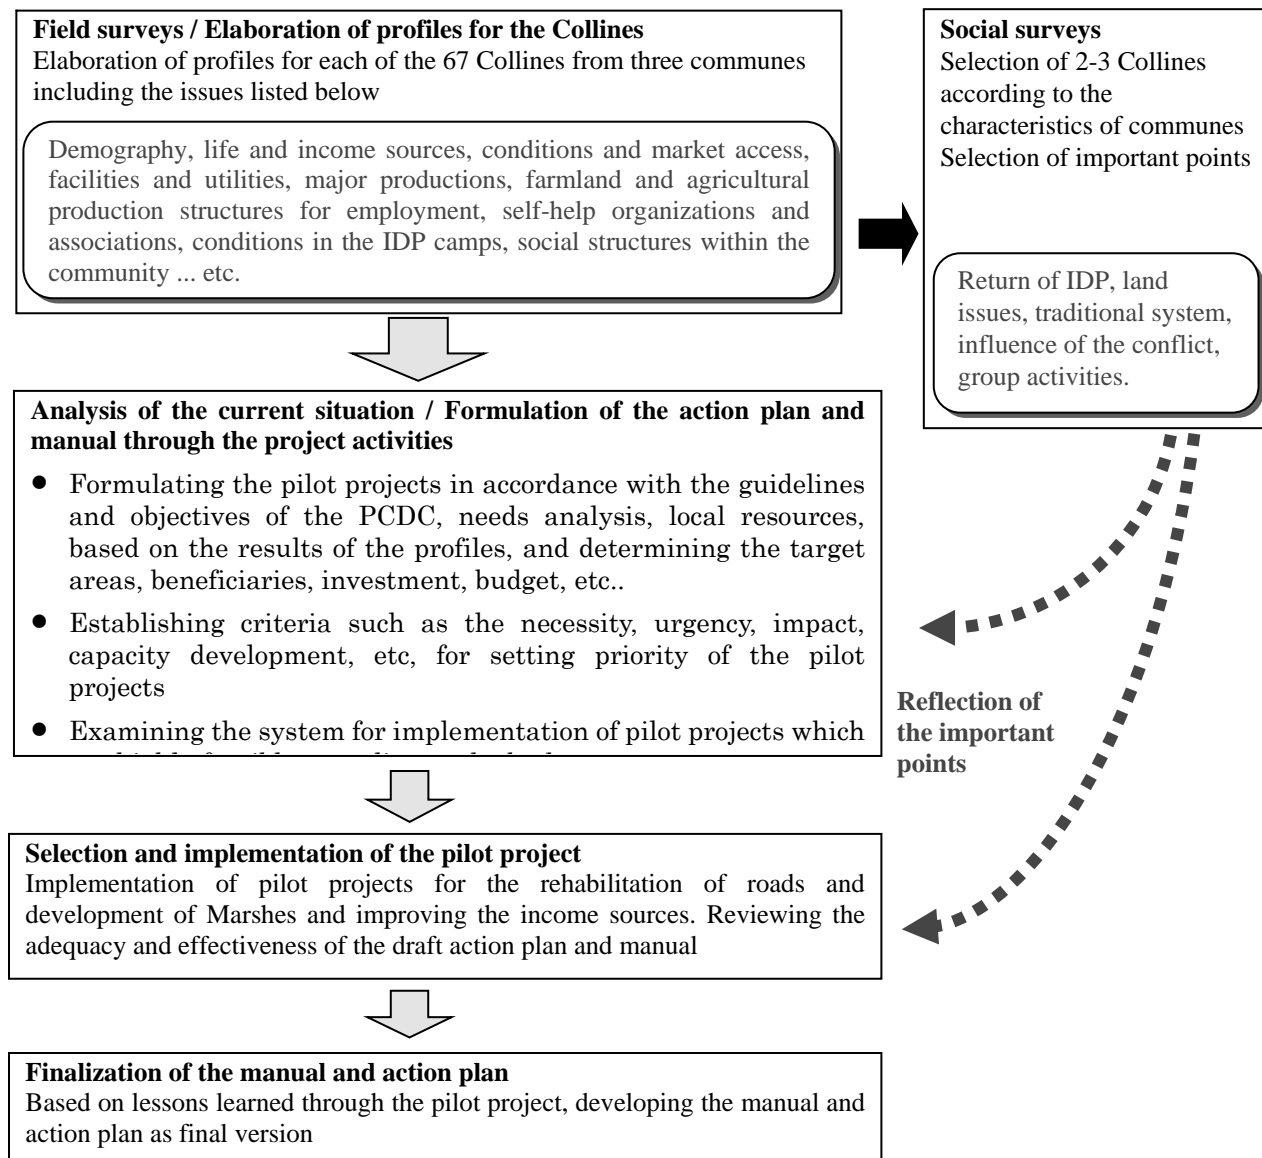 Field surveys / Elaboration of profiles for the Collines
Elaboration of profiles for each of the 67 Collines from three communes
including the issues listed below
Demography, life and income sources, conditions and market access,
facilities and utilities, major productions, farmland and agricultural
production structures for employment, self-help organizations and
associations, conditions in the IDP camps, social structures within the
community ... etc.
Social surveys
Selection of 2-3 Collines
according to the
characteristics of communes
Selection of important points
Return of IDP, land
issues, traditional system,
influence of the conflict,
group activities.
Analysis of the current situation / Formulation of the action plan and
manual through the project activities
● Formulating the pilot projects in accordance with the guidelines
and objectives of the PCDC, needs analysis, local resources,
based on the results of the profiles, and determining the target
areas, beneficiaries, investment, budget, etc..
● Establishing criteria such as the necessity, urgency, impact,
capacity development, etc, for setting priority of the pilot
projects
● Examining the system for implementation of pilot projects which
Reflection of
the important
points
Selection and implementation of the pilot project
Implementation of pilot projects for the rehabilitation of roads and
development of Marshes and improving the income sources. Reviewing the
adequacy and effectiveness of the draft action plan and manual
Finalization of the manual and action plan
Based on lessons learned through the pilot project, developing the manual and
action plan as final version